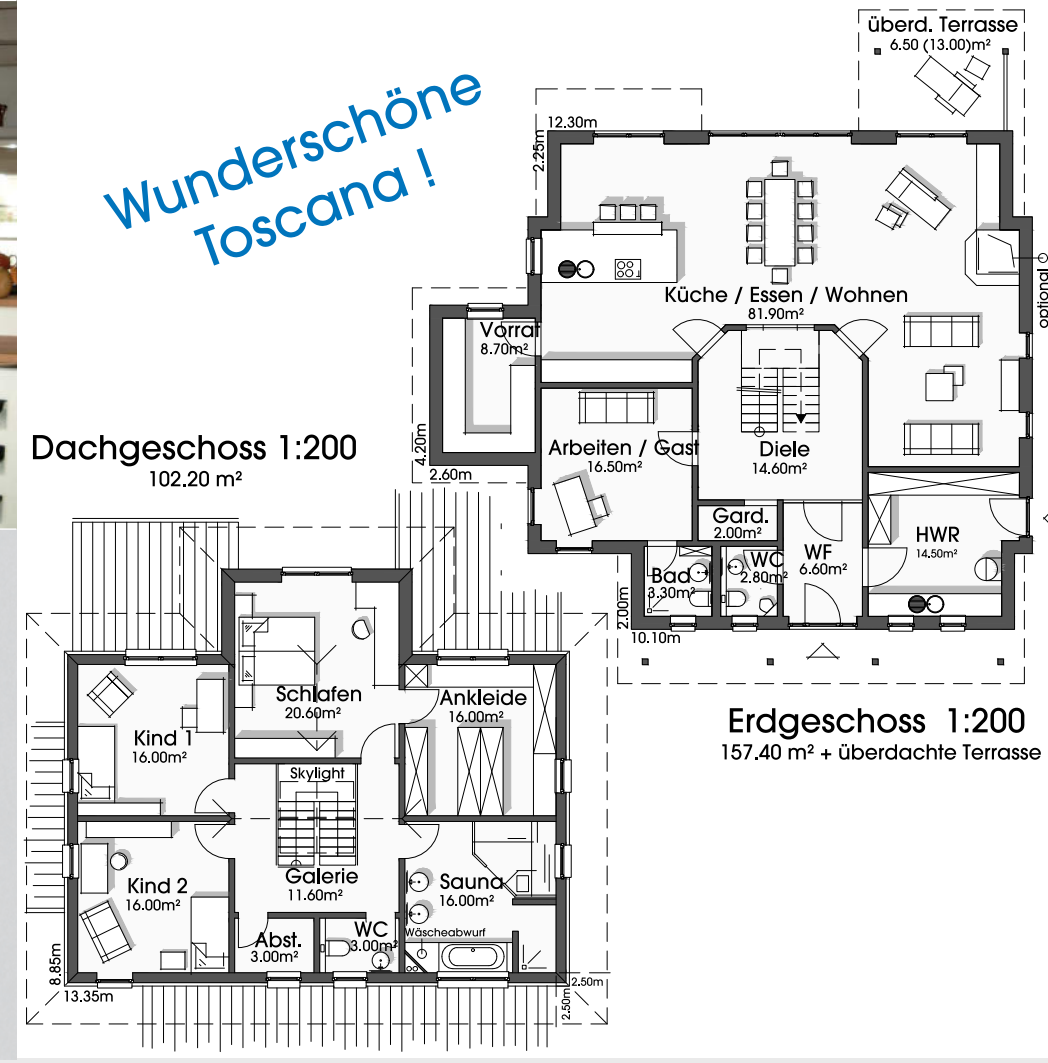 Wunderschöne
Toscana !
überd. Terrasse
6.50 (13.00)m²
12.30m
2.25m
Küche / Essen / Wohnen
81.90m²
optional
Vorrat
8.70m²
4.20m
2.60m
Arbeiten / Gast
16.50m²
Diele
14.60m²
Gard.
2.00m²
HWR
14.50m²
Bad
3.30m²
WC
2.80m²
WF
6.60m²
2.00m
10.10m
Erdgeschoss 1:200
157.40 m² + überdachte Terrasse
Dachgeschoss 1:200
102.20 m²
Schlafen
20.60m²
Ankleide
16.00m²
Kind 1
16.00m²
Skylight
Kind 2
16.00m²
Galerie
11.60m²
Sauna
16.00m²
Wäscheabwurf
Abst.
3.00m²
WC
3.00m²
8.85m
13.35m
2.50m
2.50m